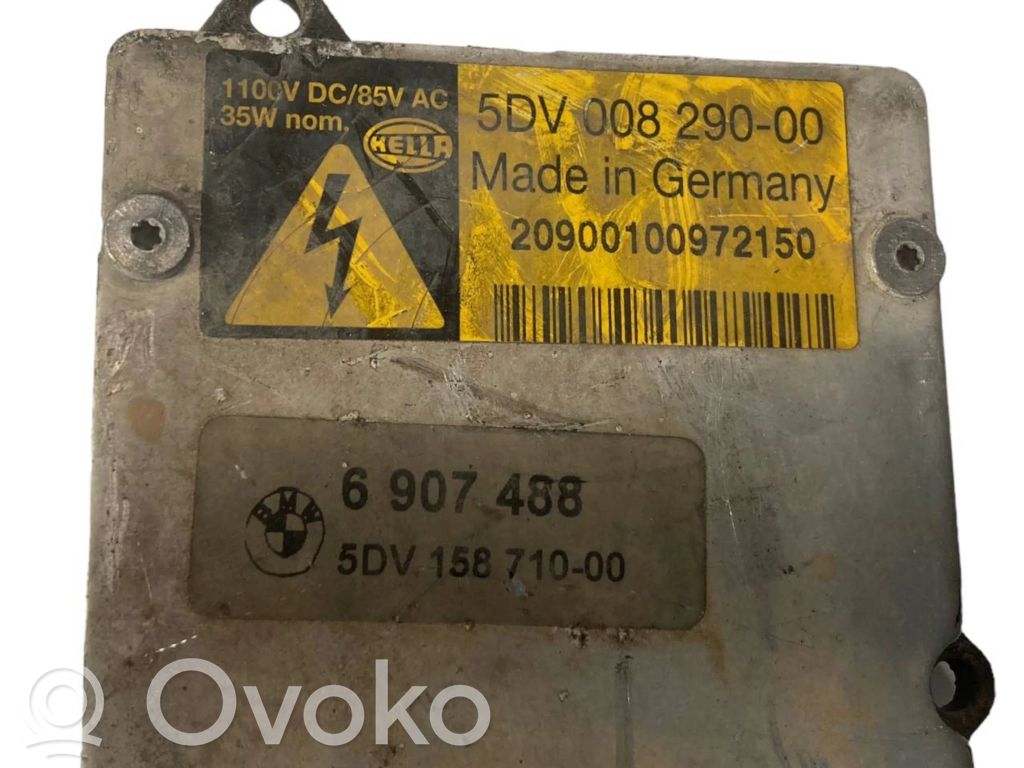 1100V DC/85V AC
35W nom.
HELLA
5DV 008 290-00
Made in Germany
20900100972150
BMW
6 907 488
5DV 158 710-00
Ovoko